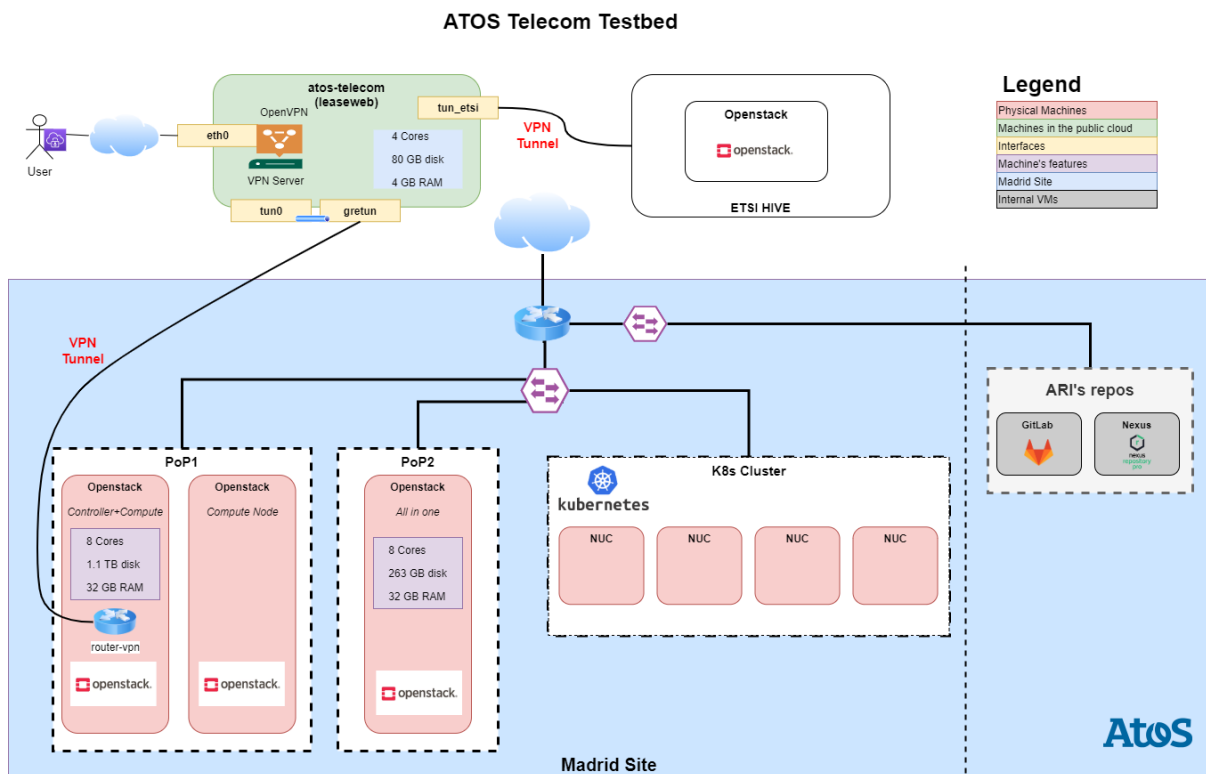 ATOS Telecom Testbed
atos-telecom
(leaseweb)
OpenVPN
eth0
VPN Server
4 Cores
80 GB disk
4 GB RAM
tun_etsi
tun0
gretun
User
VPN
Tunnel
Openstack
openstack.
ETSI HIVE
Legend
Physical Machines
Machines in the public cloud
Interfaces
Machine's features
Madrid Site
Internal VMs
VPN
Tunnel
PoP1
Openstack
Controller+Compute
8 Cores
1.1 TB disk
32 GB RAM
router-vpn
openstack.
Openstack
Compute Node
openstack.
PoP2
Openstack
All in one
8 Cores
263 GB disk
32 GB RAM
openstack.
K8s Cluster
kubernetes
NUC
NUC
NUC
NUC
ARI's repos
GitLab
Nexus
r
nexus
repository
pro
Madrid Site
Atos